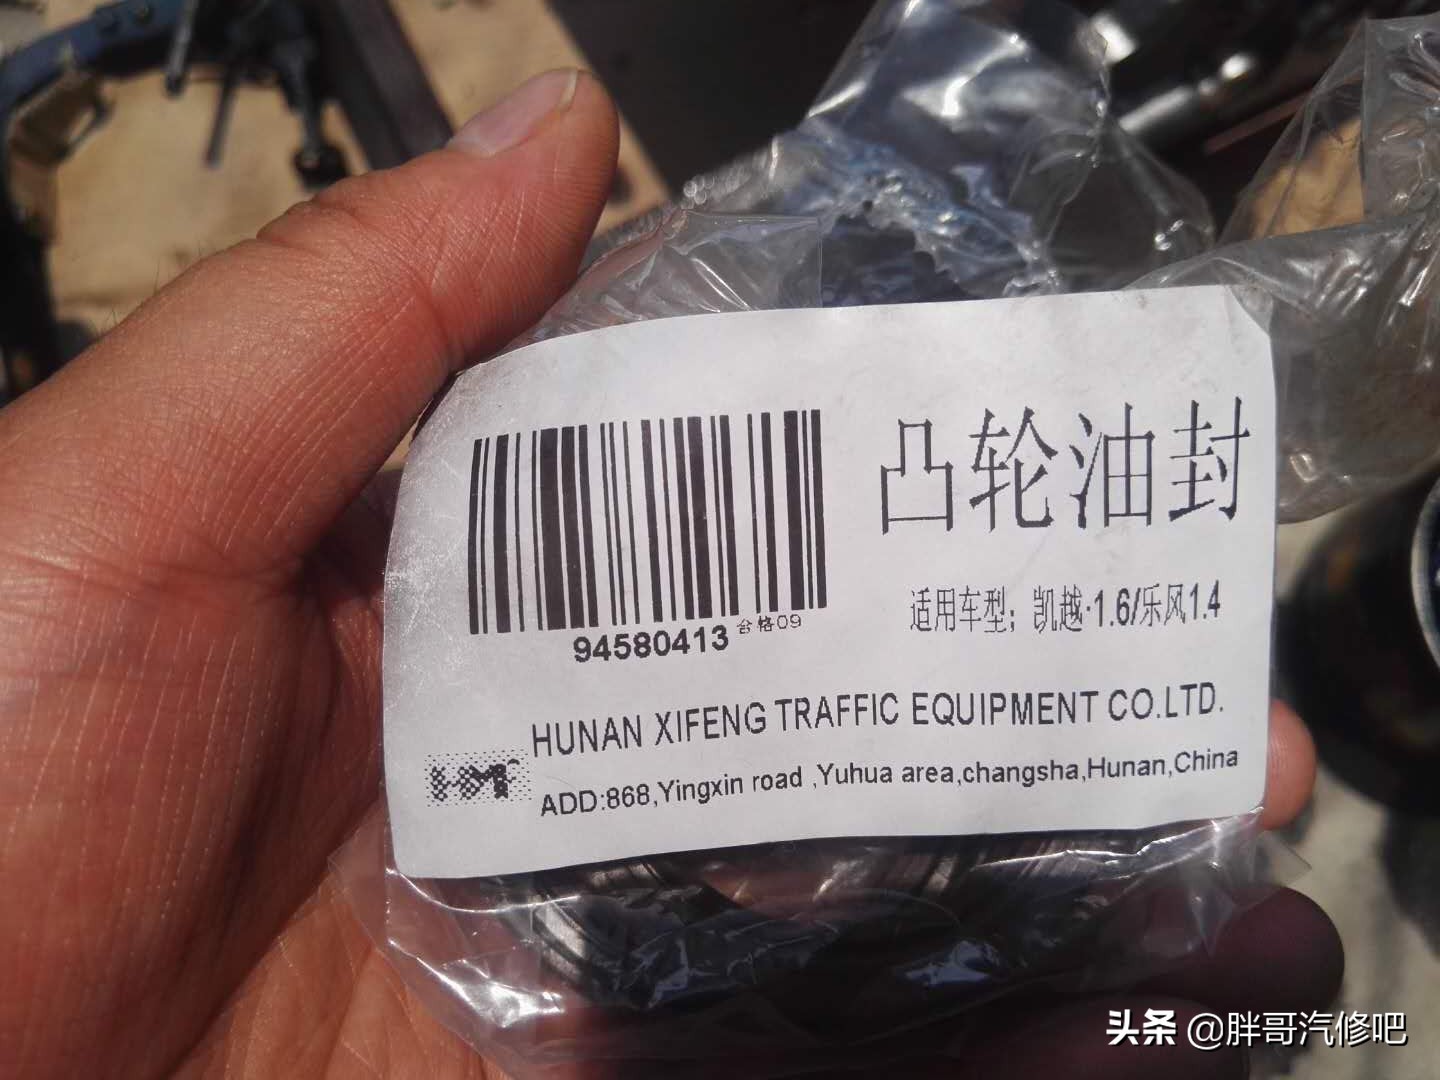 凸轮油封
适用车型：凯越·1.6/乐风1.4
94580413
合格09
HUNAN XIFENG TRAFFIC EQUIPMENT CO.LTD.
ADD:868,Yingxin road ,Yuhua area,changsha,Hunan,China
头条 @胖哥汽修吧